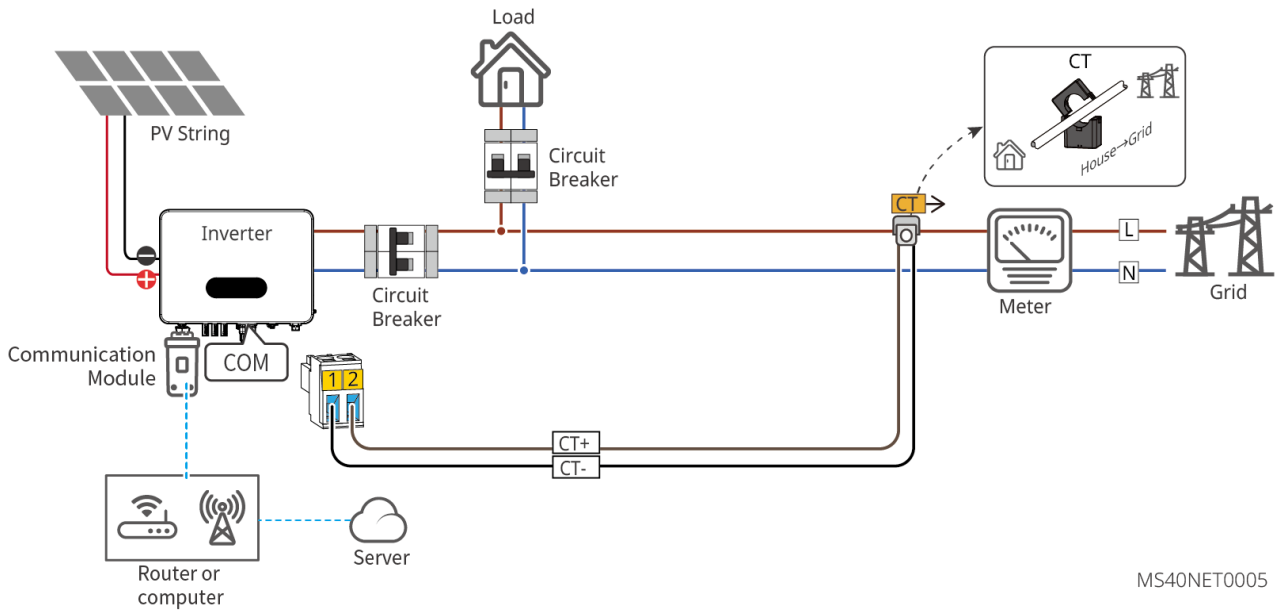 Load
CT
House→Grid
PV String
Circuit
Breaker
CT
Inverter
L
N
Circuit
Breaker
Meter
Grid
Communication
Module
COM
1 2
CT+
CT-
Server
Router or
computer
MS40NET0005